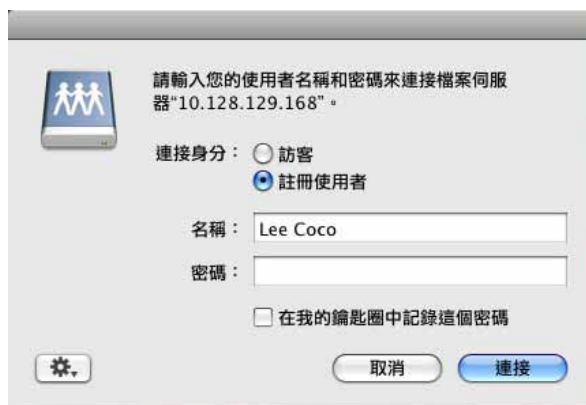 請輸入您的使用者名稱和密碼來連接檔案伺服
器“10.128.129.168”。
連接身分： 訪客
註冊使用者
名稱： Lee Coco
密碼：
在我的鑰匙圈中記錄這個密碼
取消 連接